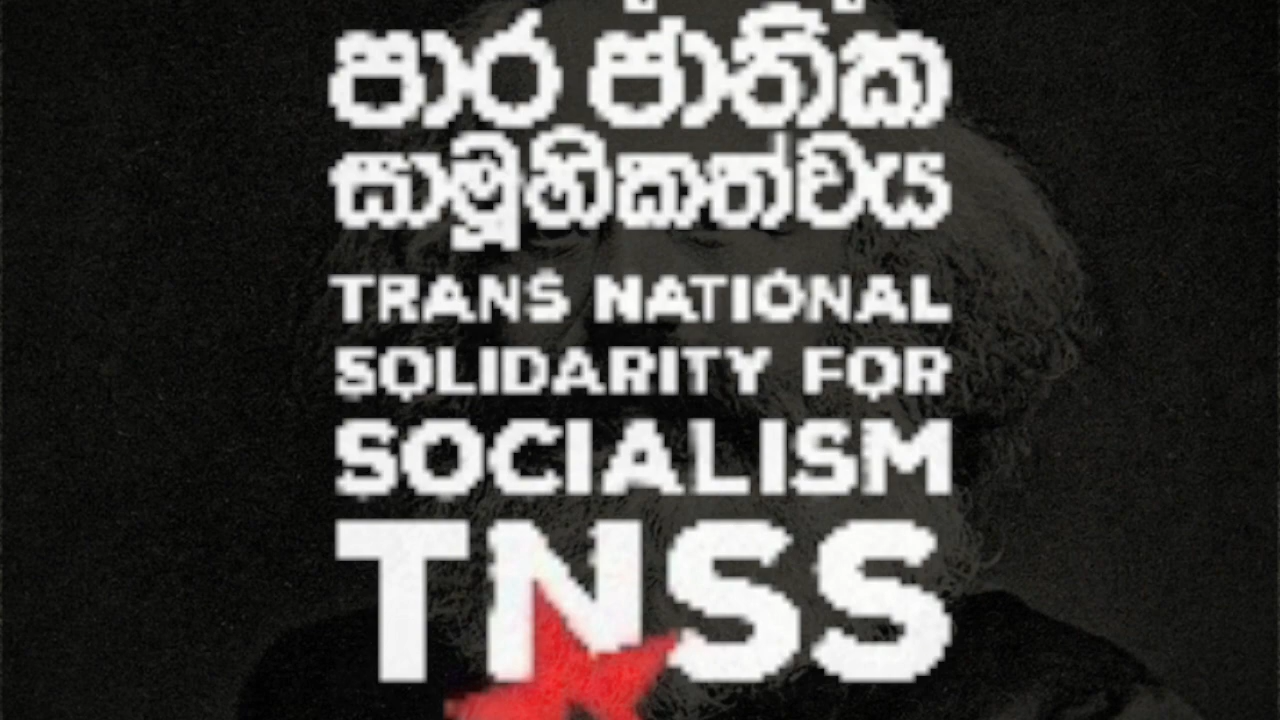 පාර ජාතික
සාමූහිකත්වය
TRANS NATIONAL
SOLIDARITY FOR
SOCIALISM
TNSS